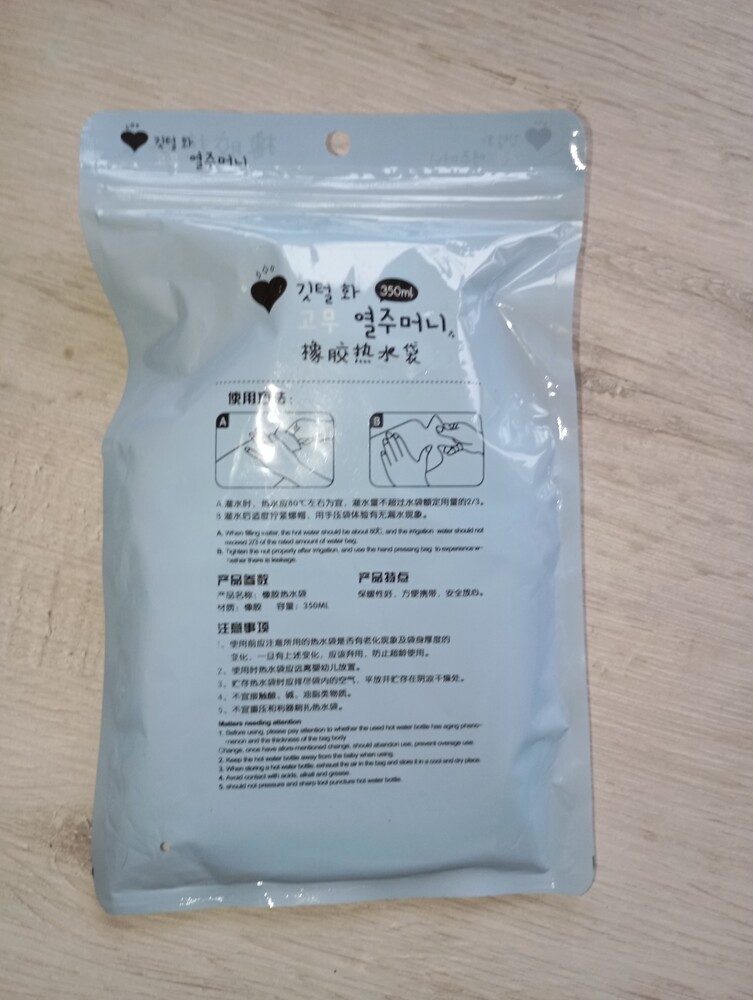 깃털 화
열주머니
깃털 화 350ml
고무 열주머니
橡胶热水袋
使用方法:
A B
A.灌水时,热水应80℃左右为宜,灌水量不超过水袋额定用量的2/3。
B.灌水后适度拧紧螺帽,用手压袋体验有无漏水现象。
A. When filling water, the hot water should be about 80℃, and the irrigation water should not
exceed 2/3 of the rated amount of water bag.
B. Tighten the nut properly after irrigation, and use the hand pressing bag to experience w-
hether there is leakage.
产品参数 产品特点
产品名称:橡胶热水袋 保暖性好,方便携带,安全放心。
材质:橡胶 容量:350ML
注意事项
1、使用前应注意所用的热水袋是否有老化现象及袋身厚度的
变化,一旦有上述变化,应该弃用,防止超龄使用。
2、使用时热水袋应远离婴幼儿放置。
3、贮存热水袋时应排尽袋内的空气,平放并贮存在阴凉干燥处。
4、不宜接触酸、碱、油脂类物质。
5、不宜重压和利器刺扎热水袋。
Matters needing attention
1. Before using, please pay attention to whether the used hot water bottle has aging pheno-
menon and the thickness of the bag body
Change, once have afore-mentioned change, should abandon use, prevent overage use.
2. Keep the hot water bottle away from the baby when using.
3. When storing a hot water bottle, exhaust the air in the bag and store it in a cool and dry place.
4. Avoid contact with acids, alkali and grease.
5. should not pressure and sharp tool puncture hot water bottle.